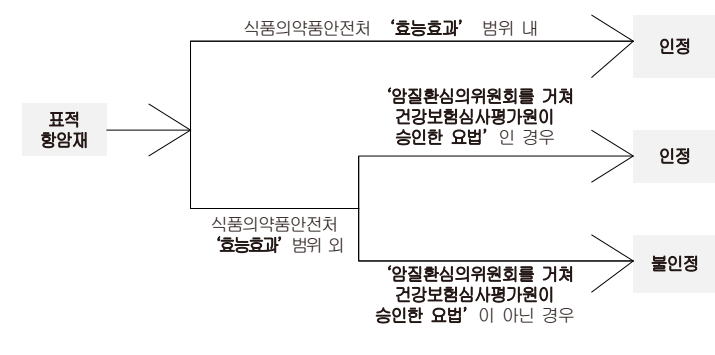 식품의약품안전처 ‘효능효과’ 범위 내
인정
‘암질환심의위원회를 거쳐
건강보험심사평가원이
승인한 요법’ 인 경우
표적
항암재
인정
식품의약품안전처
‘효능효과’ 범위 외
불인정
‘암질환심의위원회를 거쳐
건강보험심사평가원이
승인한 요법’ 이 아닌 경우